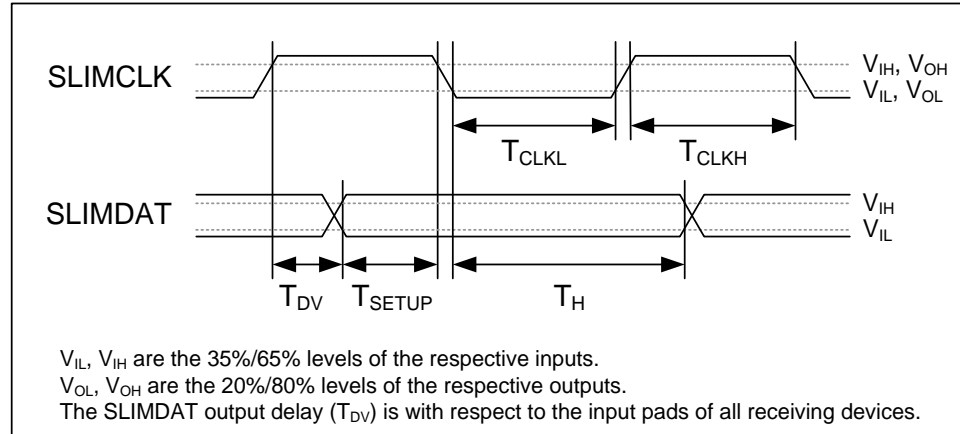 SLIMCLK
V_IH, V_OH
V_IL, V_OL
T_CLKL T_CLKH
SLIMDAT
V_IH
V_IL
T_DV T_SETUP T_H
V_IL, V_IH are the 35%/65% levels of the respective inputs.
V_OL, V_OH are the 20%/80% levels of the respective outputs.
The SLIMDAT output delay (T_DV) is with respect to the input pads of all receiving devices.